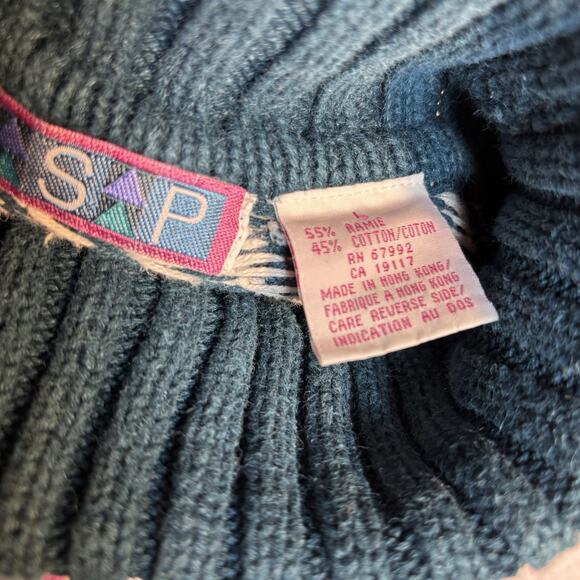 SP
L
55% RAMIE
45% COTTON/COTON
RN 67992
CA 19117
MADE IN HONG KONG/
FABRIQUE A HONG KONG
CARE REVERSE SIDE/
INDICATION AU DOS